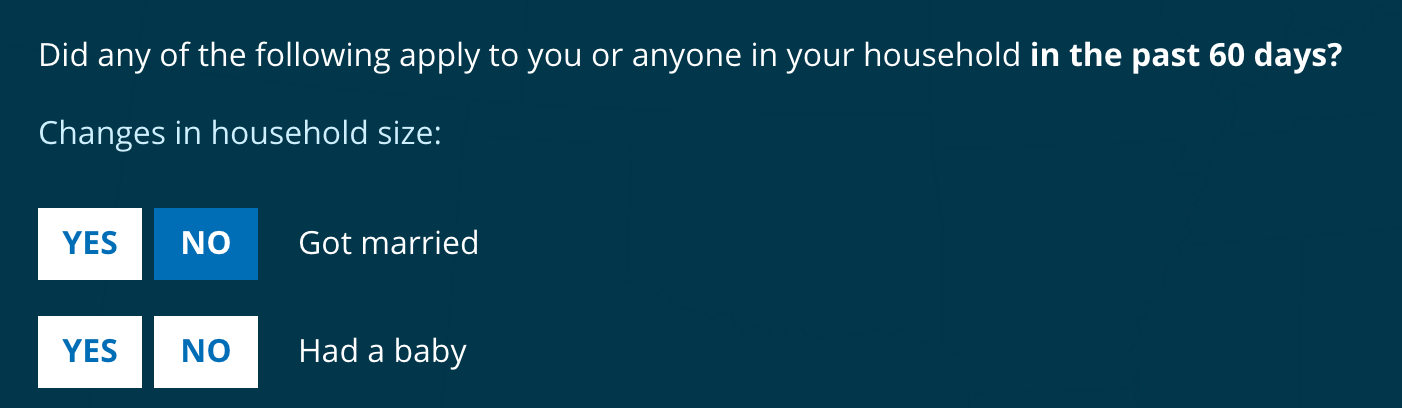 Did any of the following apply to you or anyone in your household in the past 60 days?
Changes in household size:
YES NO Got married
YES NO Had a baby